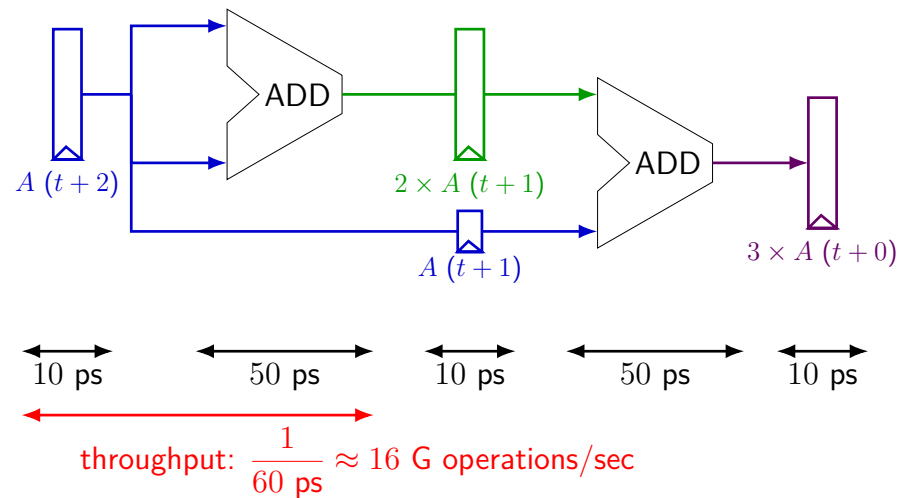 ADD
ADD
A (t + 2)
2 × A (t + 1)
A (t + 1)
3 × A (t + 0)
10 ps
50 ps
10 ps
50 ps
10 ps
throughput: 1/60 ps ≈ 16 G operations/sec